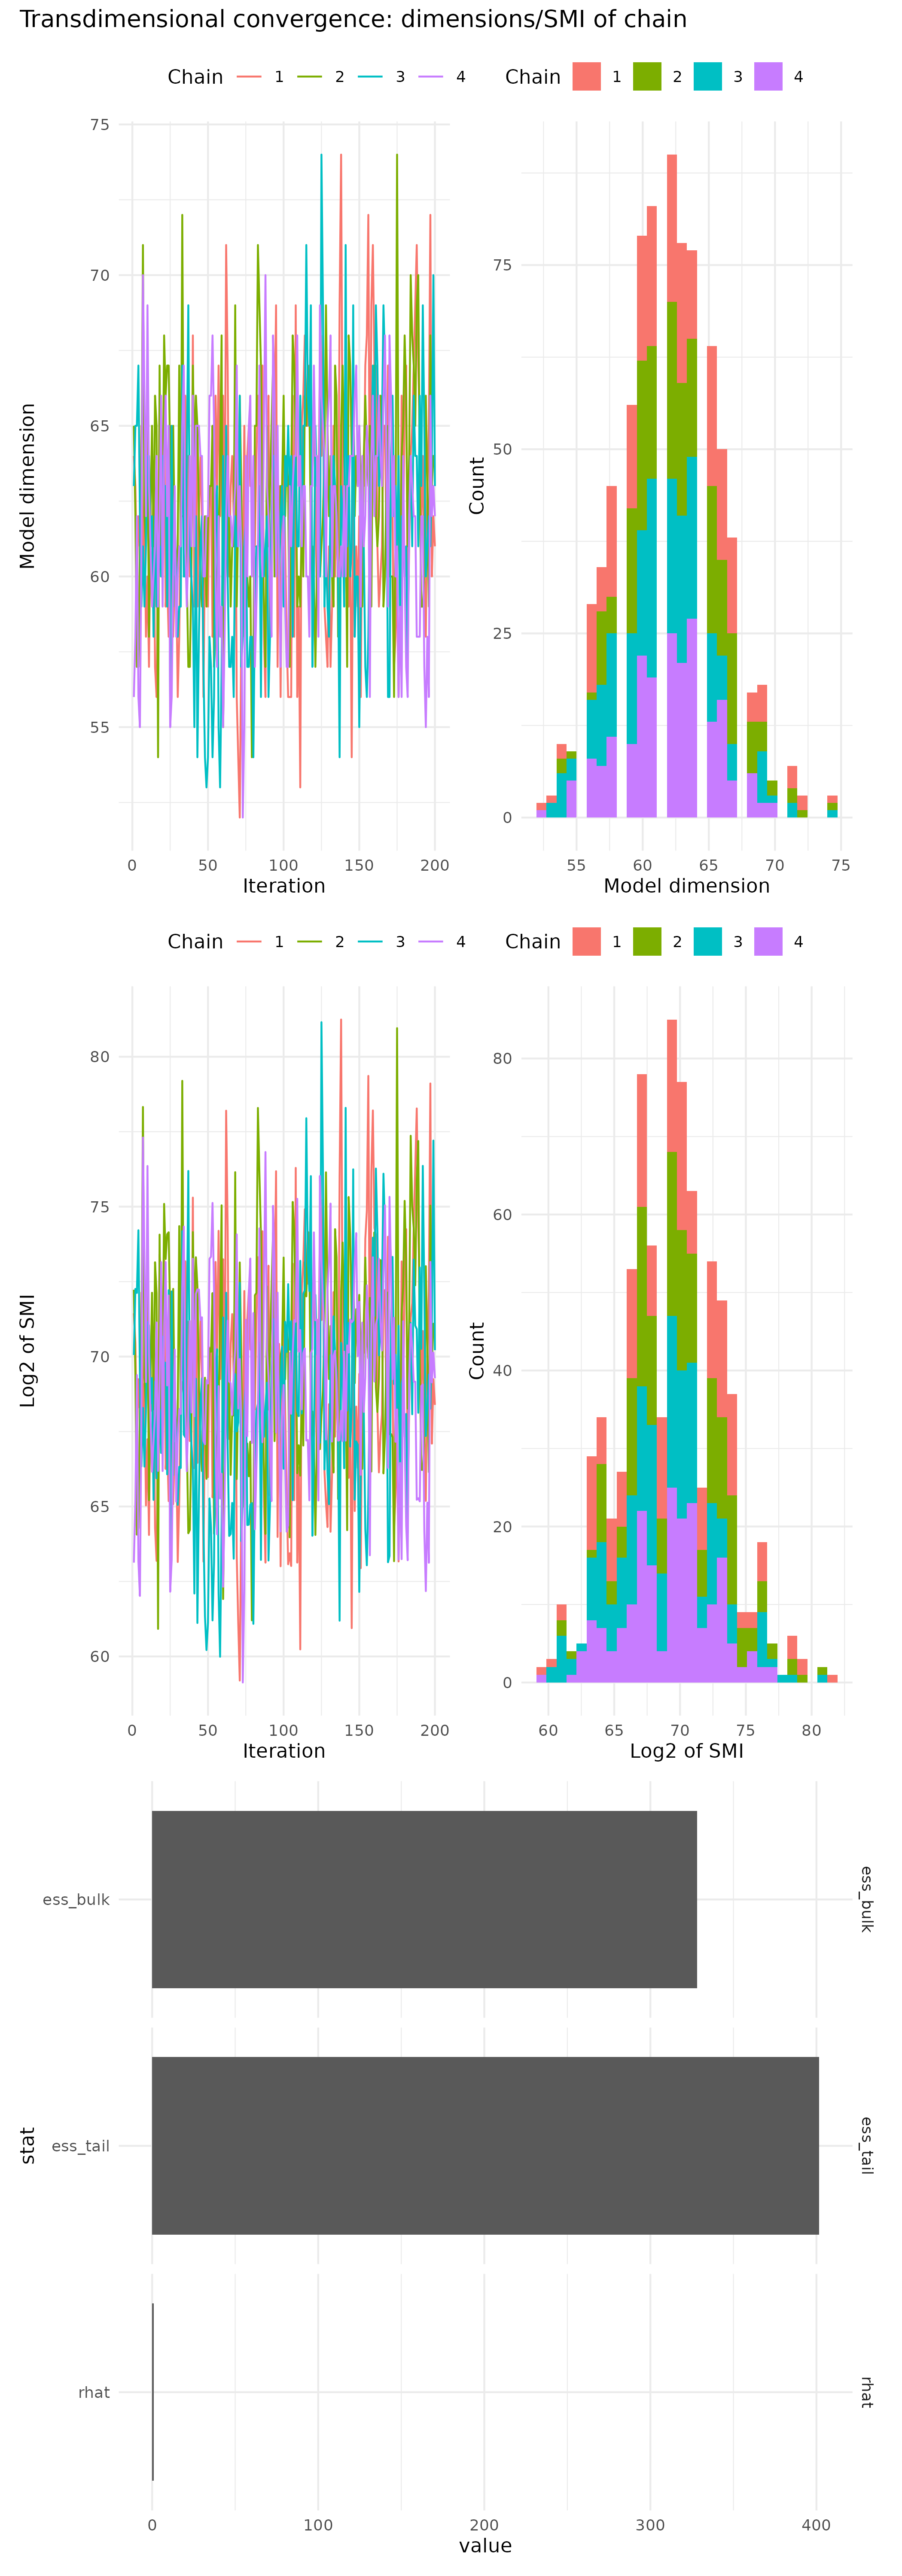 Transdimensional convergence: dimensions/SMI of chain
Chain 1 2 3 4
Chain 1 2 3 4
75
70
65
60
55
Model dimension
0 50 100 150 200
Iteration
75
50
25
0
Count
55 60 65 70 75
Model dimension
Chain 1 2 3 4
Chain 1 2 3 4
80
75
70
65
60
Log2 of SMI
0 50 100 150 200
Iteration
80
60
40
20
0
Count
60 65 70 75 80
Log2 of SMI
stat
ess_bulk
ess_bulk
ess_tail
ess_tail
rhat
rhat
0 100 200 300 400
value